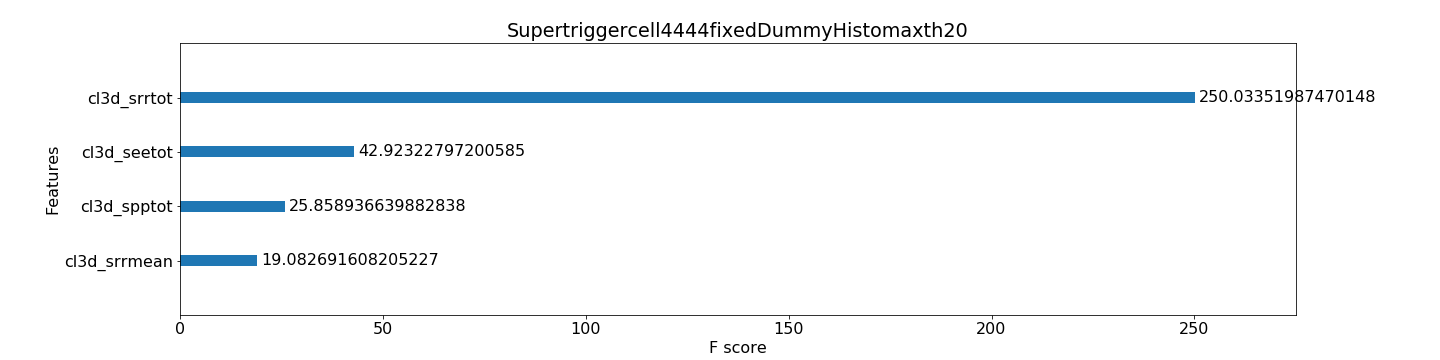 Supertriggercell4444fixedDummyHistomaxth20
cl3d_srrtot
250.03351987470148
cl3d_seetot
42.92322797200585
Features
cl3d_spptot
25.858936639882838
cl3d_srrmean
19.082691608205227
0 50 100 150 200 250
F score